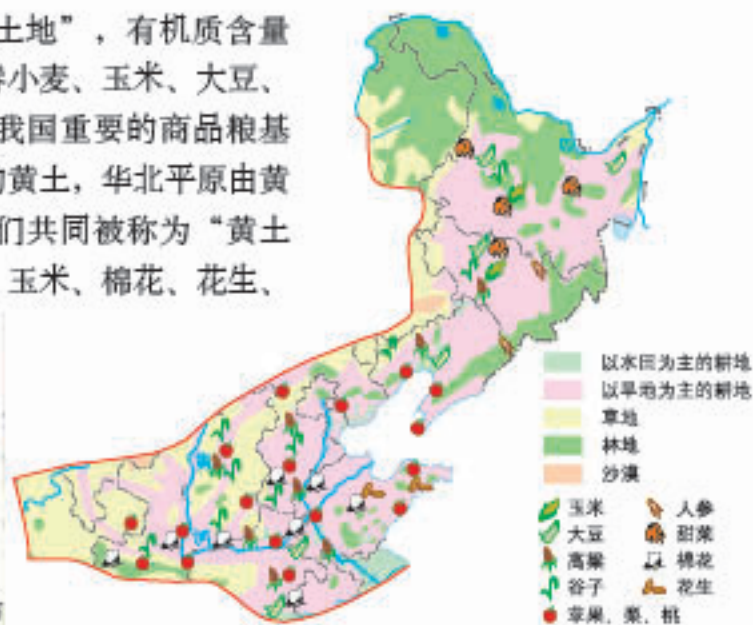 土地”，有机质含量
小麦、玉米、大豆、
我国重要的商品粮基
的黄土，华北平原由黄
们共同被称为“黄土
玉米、棉花、花生、
以水田为主的耕地
以旱地为主的耕地
草地
林地
沙漠
玉米 人参
大豆 甜菜
高粱 棉花
谷子 花生
苹果、梨、桃